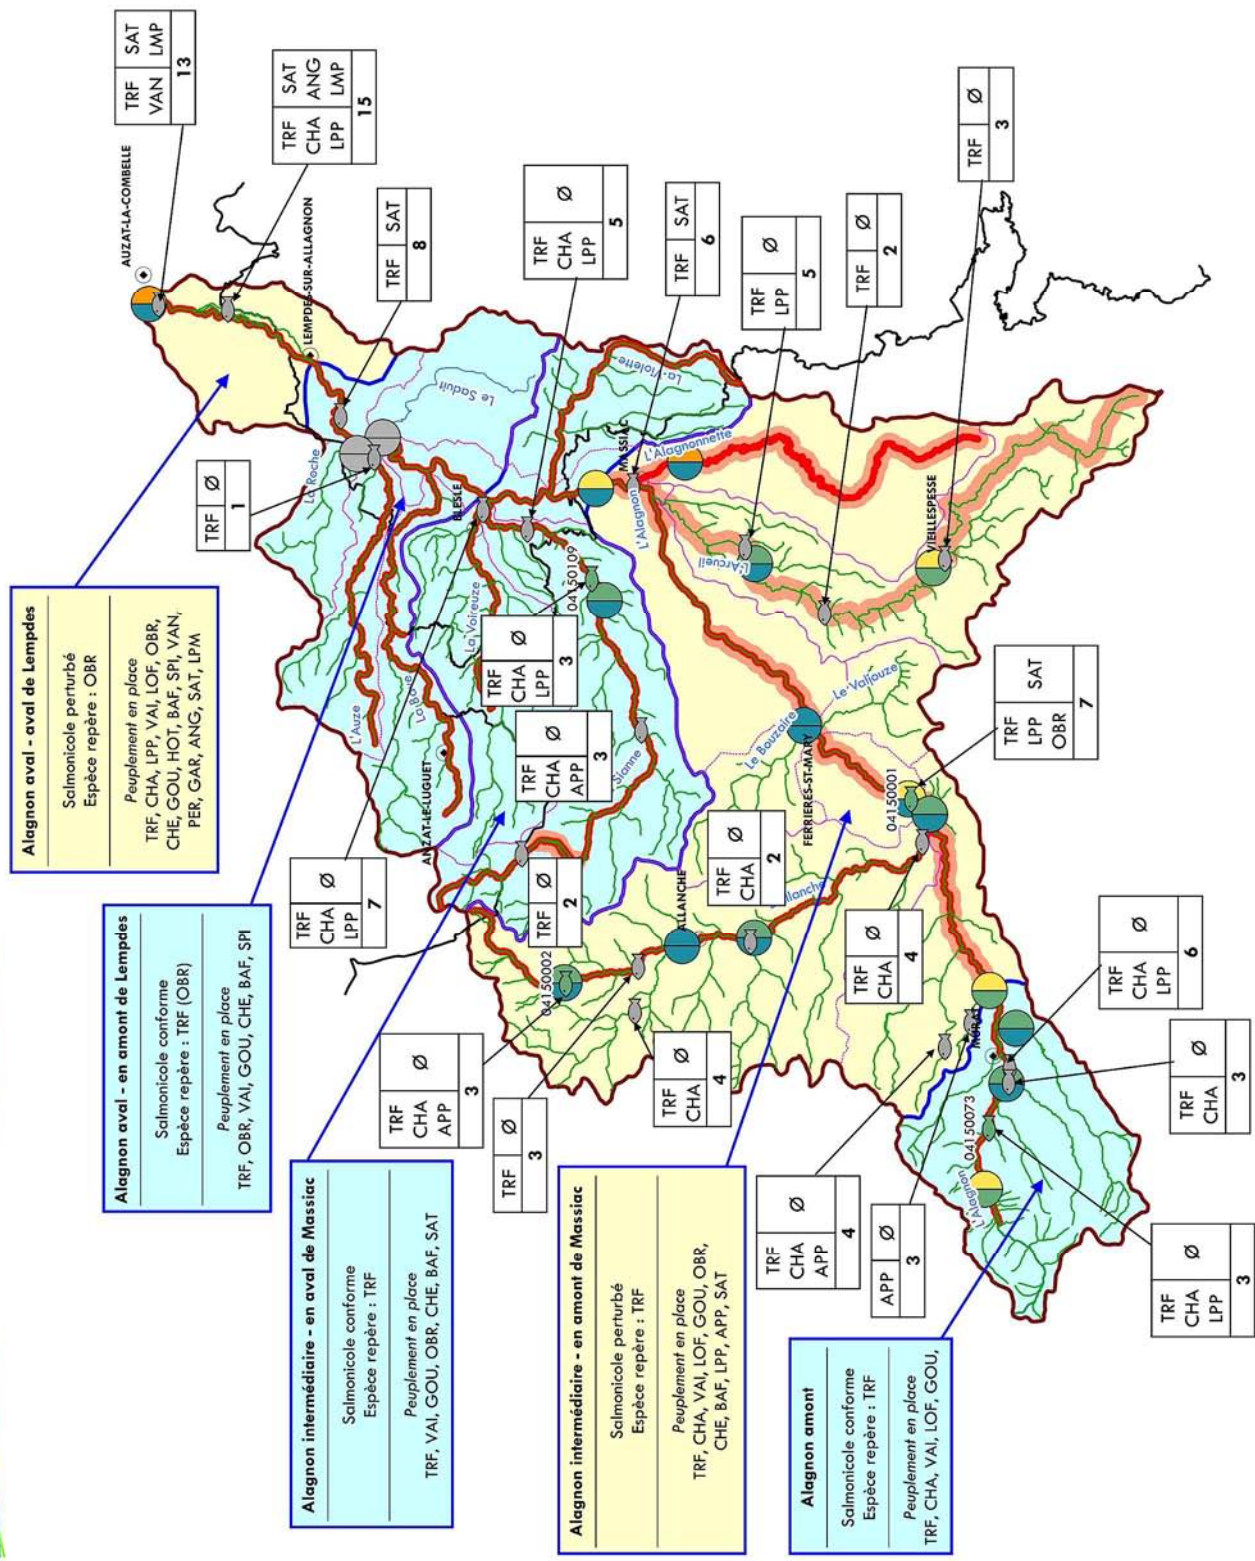 Alagnon aval - aval de Lempdes
Salmonicole perturbé
Espèce repère : OBR
Peuplement en place
TRF, CHA, LPP, VAI, LOF, OBR,
CHE, GOU, HOT, BAF, SPI, VAN,
PER, GAR, ANG, SAT, LPM
Alagnon aval - en amont de Lempdes
Salmonicole conforme
Espèce repère : TRF (OBR)
Peuplement en place
TRF, OBR, VAI, GOU, CHE, BAF, SPI
Alagnon intermédiaire - en aval de Massiac
Salmonicole conforme
Espèce repère : TRF
Peuplement en place
TRF, VAI, GOU, OBR, CHE, BAF, SAT
Alagnon intermédiaire - en amont de Massiac
Salmonicole perturbé
Espèce repère : TRF
Peuplement en place
TRF, CHA, VAI, LOF, GOU, OBR,
CHE, BAF, LPP, APP, SAT
Alagnon amont
Salmonicole conforme
Espèce repère : TRF
Peuplement en place
TRF, CHA, VAI, LOF, GOU,
TRF SAT
VAN LMP
13
TRF SAT
CHA ANG
LPP LMP
15
TRF SAT
8
TRF Ø
1
TRF Ø
CHA
LPP
5
TRF SAT
6
TRF Ø
LPP
5
TRF Ø
2
TRF Ø
3
TRF Ø
CHA
LPP
7
TRF Ø
CHA
LPP
3
TRF Ø
CHA
APP
3
TRF Ø
2
TRF Ø
CHA
2
TRF SAT
LPP
OBR
7
TRF Ø
CHA
4
TRF Ø
CHA
APP
3
TRF Ø
3
TRF Ø
CHA
4
TRF Ø
CHA
APP
4
APP Ø
3
TRF Ø
CHA
LPP
6
TRF Ø
CHA
3
TRF Ø
CHA
LPP
3
AUZAT-LA-COMBELLE
LEMPDES-SUR-ALLAGNON
La Roche
Le Saduit
L'Auze
BLESLE
La Violette
La Voireuze
ANZAT-LE-LUGUET
04150109
Sianne
MASSIAC
L'Alagnon
L'Alagnonnette
L'Arcueil
VIEILLESPESSE
Le Bouzaire
Le Valjouze
FERRIERES-ST-MARY
04150001
ALLANCHE
04150002
MURAT
04150073
L'Alagnon